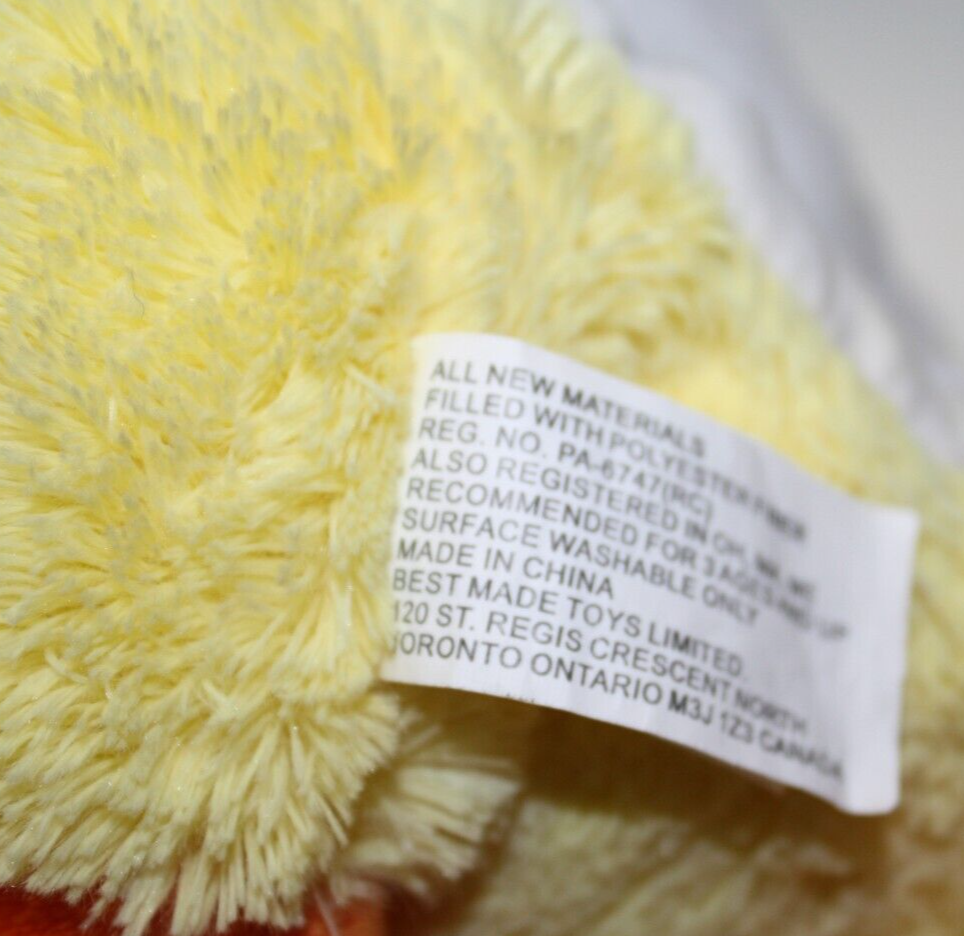 ALL NEW MATERIALS
FILLED WITH POLYESTER FIBER
REG. NO. PA-6747(RC)
ALSO REGISTERED IN OH, MA,
RECOMMENDED FOR 3 AGES AND UP
SURFACE WASHABLE ONLY
MADE IN CHINA
BEST MADE TOYS LIMITED
120 ST. REGIS CRESCENT NORTH
TORONTO ONTARIO M3J 1Z3 CANADA